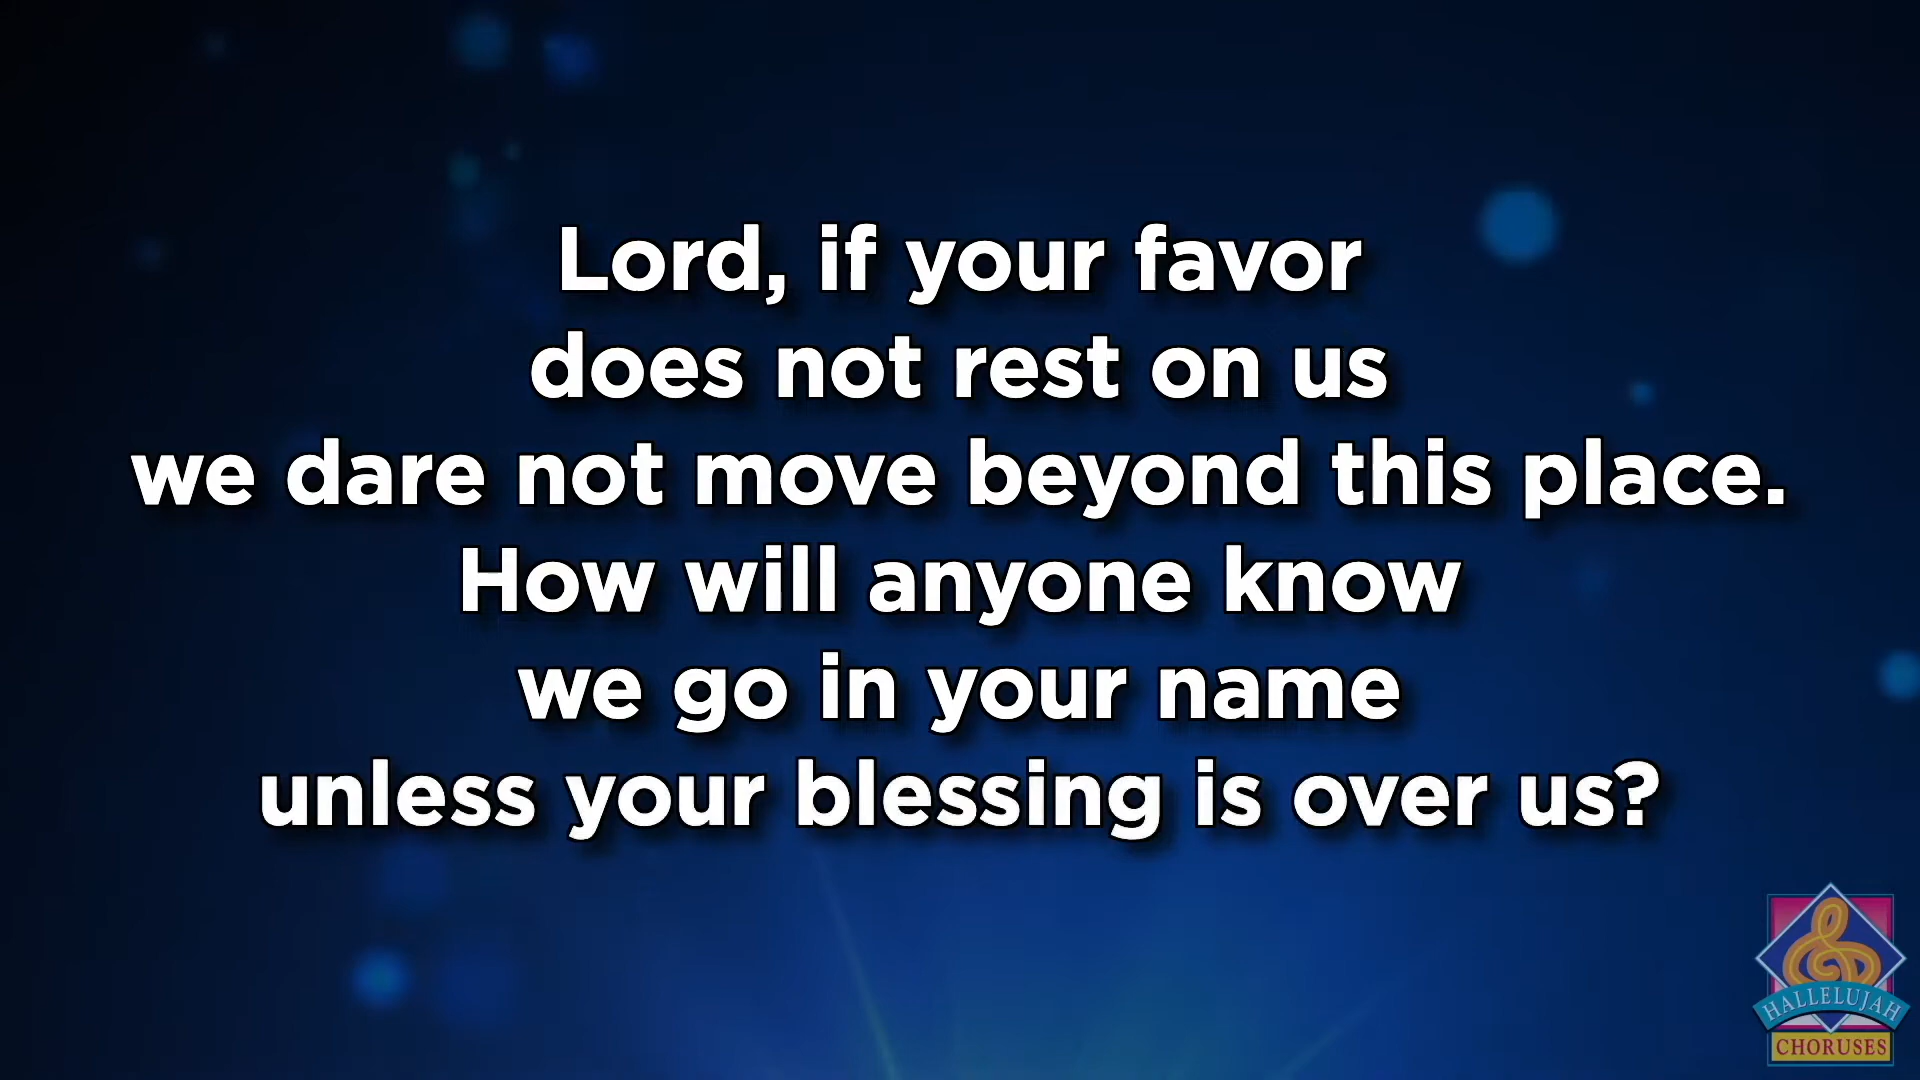 Lord, if your favor
does not rest on us
we dare not move beyond this place.
How will anyone know
we go in your name
unless your blessing is over us?
HALLELUJAH
CHORUSES